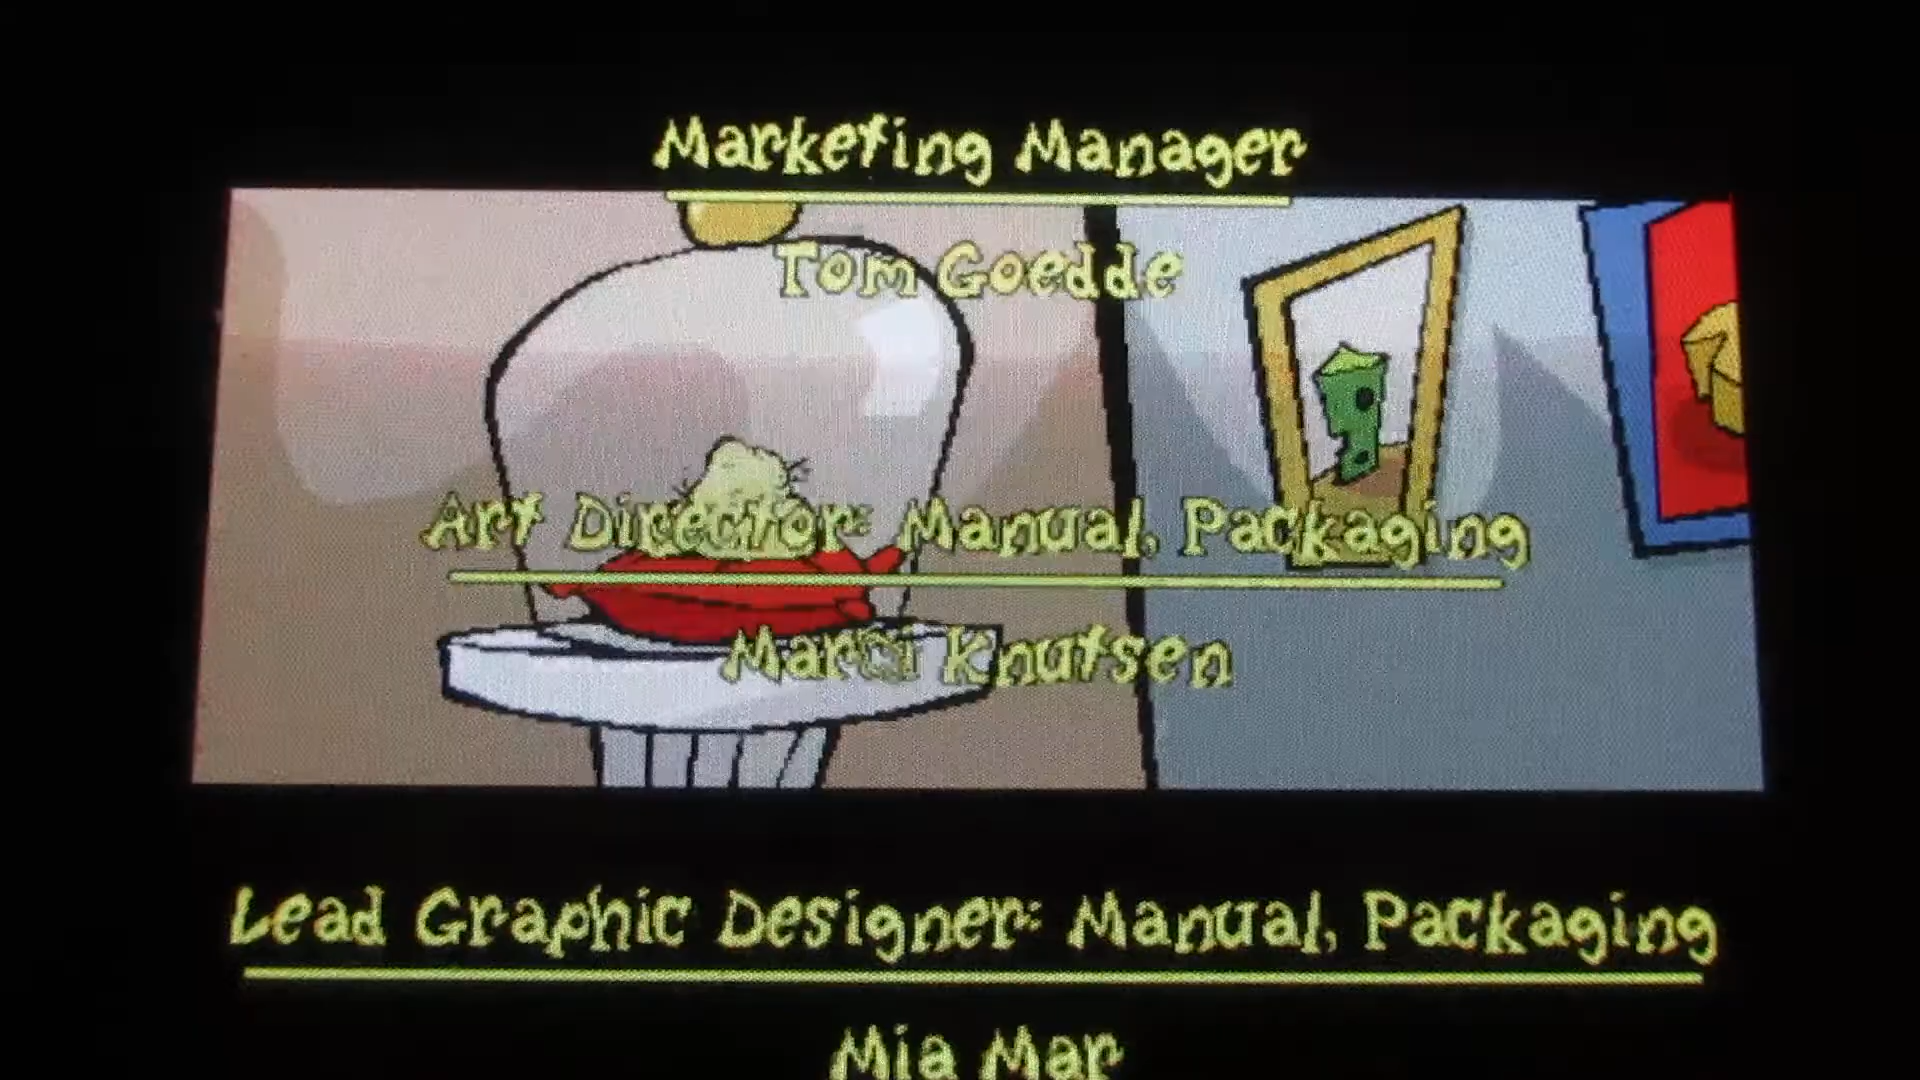 Marketing Manager
Tom Goedde
Art Director: Manual, Packaging
Marci Knutsen
Lead Graphic Designer: Manual, Packaging
Mia Mar